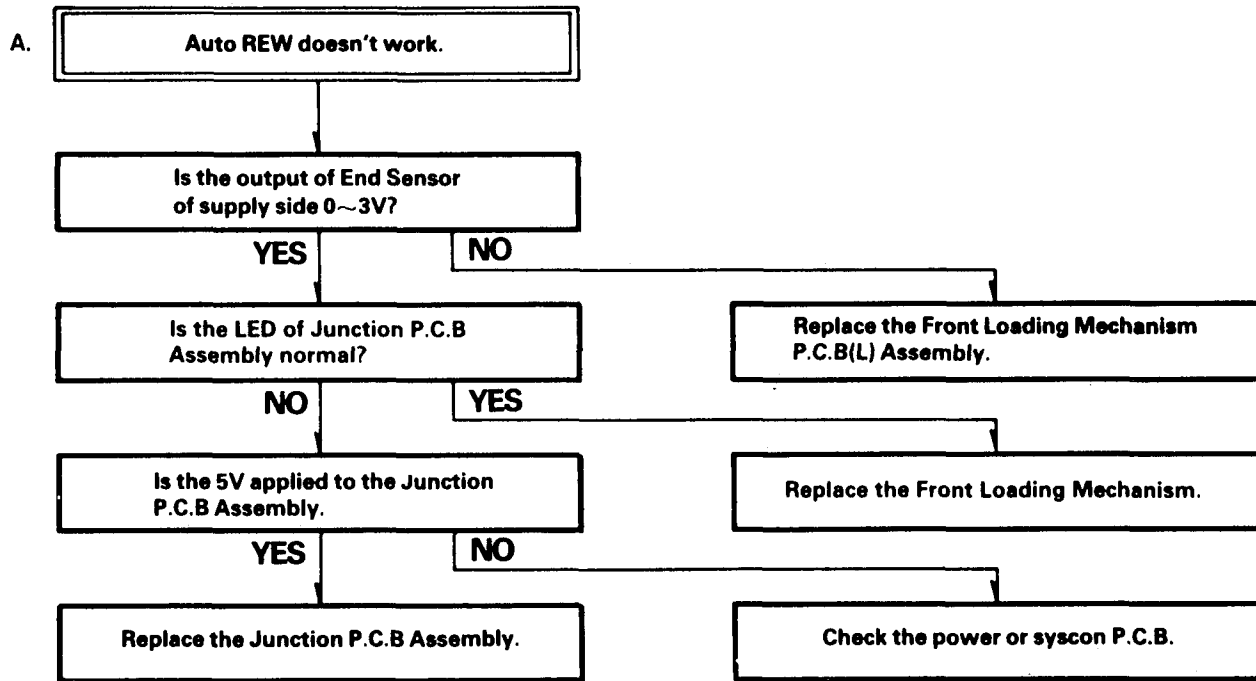 A.
Auto REW doesn't work.
Is the output of End Sensor
of supply side 0~3V?
YES
NO
Is the LED of Junction P.C.B
Assembly normal?
Replace the Front Loading Mechanism
P.C.B(L) Assembly.
NO
YES
Is the 5V applied to the Junction
P.C.B Assembly.
Replace the Front Loading Mechanism.
YES
NO
Replace the Junction P.C.B Assembly.
Check the power or syscon P.C.B.